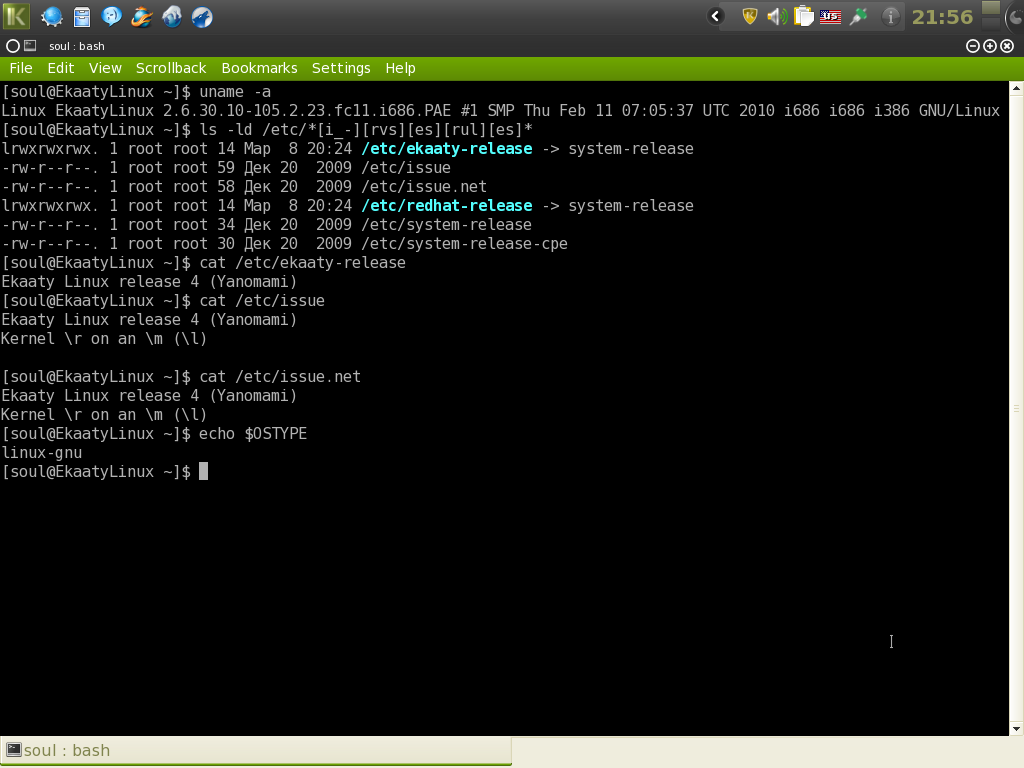 21:56
soul : bash
File Edit View Scrollback Bookmarks Settings Help
[soul@EkaatyLinux ~]$ uname -a
Linux EkaatyLinux 2.6.30.10-105.2.23.fc11.i686.PAE #1 SMP Thu Feb 11 07:05:37 UTC 2010 i686 i686 i386 GNU/Linux
[soul@EkaatyLinux ~]$ ls -ld /etc/*[i_-][rvs][es][rul][es]*
lrwxrwxrwx. 1 root root 14 Мар  8 20:24 /etc/ekaaty-release -> system-release
-rw-r--r--. 1 root root 59 Дек 20  2009 /etc/issue
-rw-r--r--. 1 root root 58 Дек 20  2009 /etc/issue.net
lrwxrwxrwx. 1 root root 14 Мар  8 20:24 /etc/redhat-release -> system-release
-rw-r--r--. 1 root root 34 Дек 20  2009 /etc/system-release
-rw-r--r--. 1 root root 30 Дек 20  2009 /etc/system-release-cpe
[soul@EkaatyLinux ~]$ cat /etc/ekaaty-release
Ekaaty Linux release 4 (Yanomami)
[soul@EkaatyLinux ~]$ cat /etc/issue
Ekaaty Linux release 4 (Yanomami)
Kernel \r on an \m (\l)
[soul@EkaatyLinux ~]$ cat /etc/issue.net
Ekaaty Linux release 4 (Yanomami)
Kernel \r on an \m (\l)
[soul@EkaatyLinux ~]$ echo $OSTYPE
linux-gnu
[soul@EkaatyLinux ~]$
soul : bash